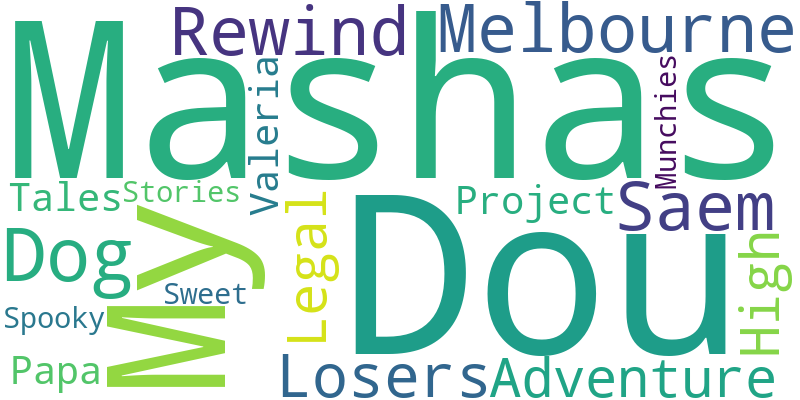 Rewind
Melbourne
Mashas
Valeria
Munchies
Tales
Stories
Project
Saem
My
Dou
Dog
Legal
High
Sweet
Spooky
Papa
Losers
Adventure